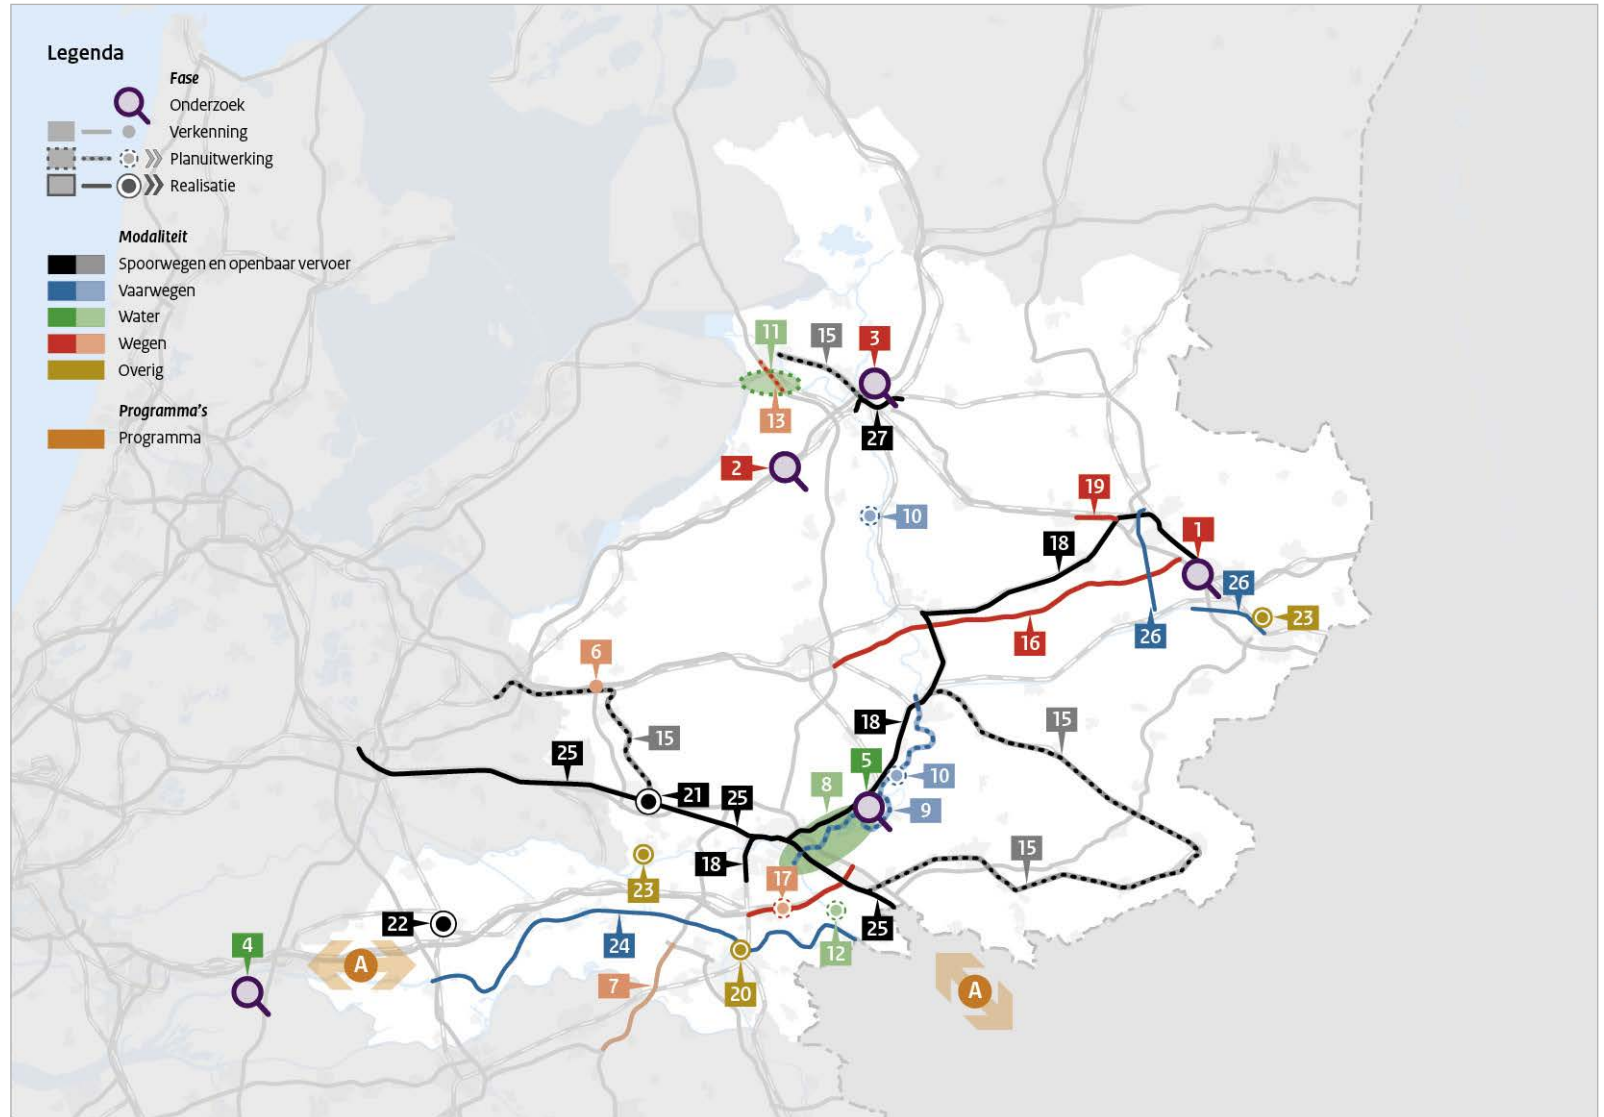 Legenda
Fase
Onderzoek
Verkenning
Planuitwerking
Realisatie
Modaliteit
Spoorwegen en openbaar vervoer
Vaarwegen
Water
Wegen
Overig
Programma's
Programma
11
15
3
13
27
2
10
19
1
18
26
23
16
26
6
15
18
15
25
5
10
21
25
8
9
18
15
23
17
22
24
25
4
12
A
7
20
A